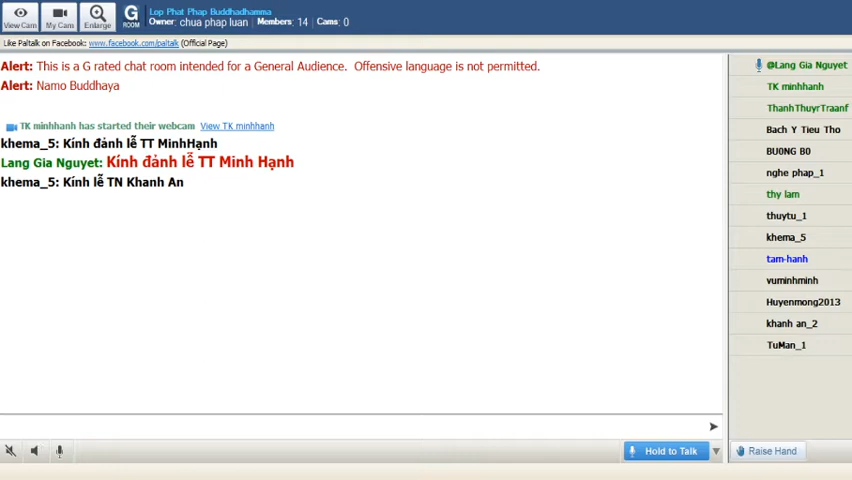 Lop Phat Phap Buddhadhamma
Owner: chua phap luan Members: 14 Cams: 0
View Cam My Cam Enlarge G ROOM
Like Paltalk on Facebook: www.facebook.com/paltalk (Official Page)
Alert: This is a G rated chat room intended for a General Audience. Offensive language is not permitted.
Alert: Namo Buddhaya
TK minhhanh has started their webcam View TK minhhanh
khema_5: Kính đảnh lễ TT MinhHạnh
Lang Gia Nguyet: Kính đảnh lễ TT Minh Hạnh
khema_5: Kính lễ TN Khanh An
@Lang Gia Nguyet
TK minhhanh
ThanhThuyrTraanf
Bach Y Tieu Tho
BU0NG B0
nghe phap_1
thy lam
thuytu_1
khema_5
tam-hanh
vuminhminh
Huyenmong2013
khanh an_2
TuMan_1
Hold to Talk
Raise Hand